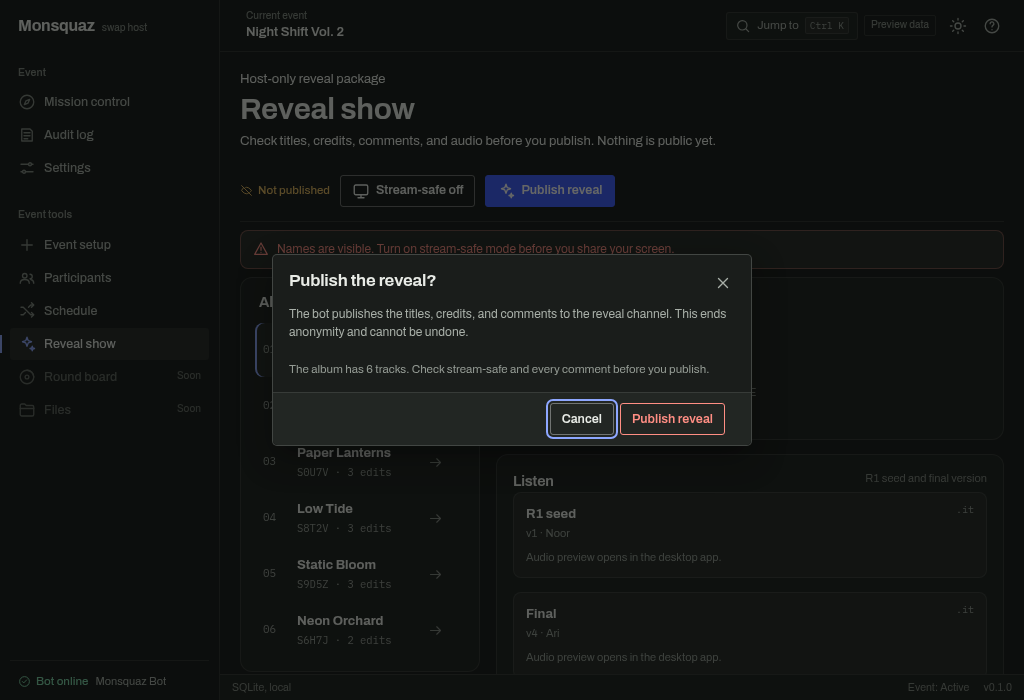 Monsquaz swap host
Current event
Night Shift Vol. 2
Jump to Ctrl K
Preview data
Event
Mission control
Audit log
Settings
Event tools
Event setup
Participants
Schedule
Reveal show
Round board Soon
Files Soon
Bot online Monsquaz Bot
Host-only reveal package
Reveal show
Check titles, credits, comments, and audio before you publish. Nothing is public yet.
Not published
Stream-safe off
Publish reveal
Names are visible. Turn on stream-safe mode before you share your screen.
Publish the reveal?
The bot publishes the titles, credits, and comments to the reveal channel. This ends
anonymity and cannot be undone.
The album has 6 tracks. Check stream-safe and every comment before you publish.
Cancel
Publish reveal
03 Paper Lanterns
S0U7V · 3 edits
04 Low Tide
S8T2V · 3 edits
05 Static Bloom
S9D5Z · 3 edits
06 Neon Orchard
S6H7J · 2 edits
Listen
R1 seed and final version
R1 seed .it
v1 · Noor
Audio preview opens in the desktop app.
Final .it
v4 · Ari
Audio preview opens in the desktop app.
SQLite, local
Event: Active v0.1.0